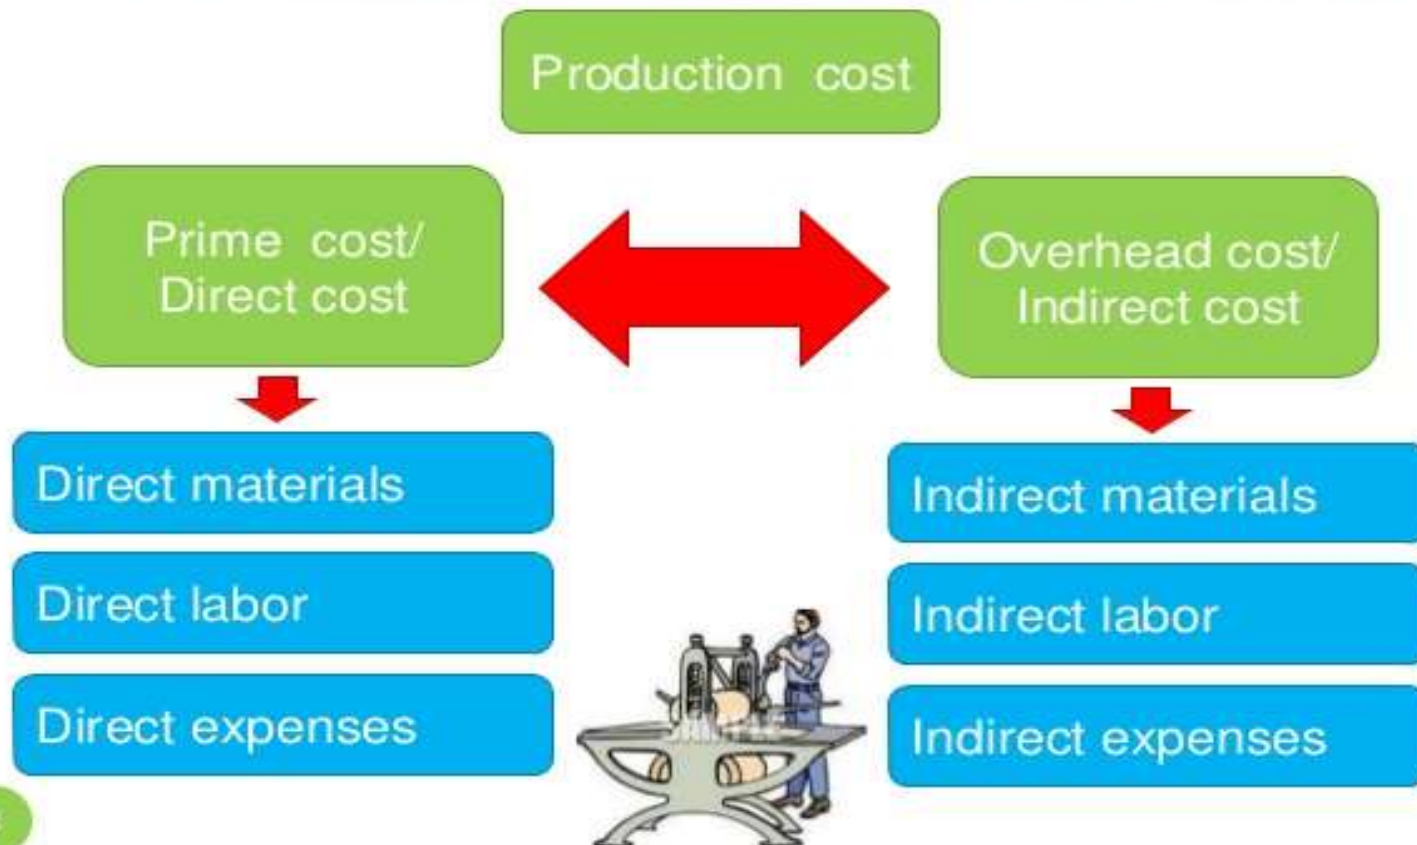 Production cost
Prime cost/
Direct cost
Overhead cost/
Indirect cost
Direct materials
Direct labor
Direct expenses
Indirect materials
Indirect labor
Indirect expenses
SAMPLE